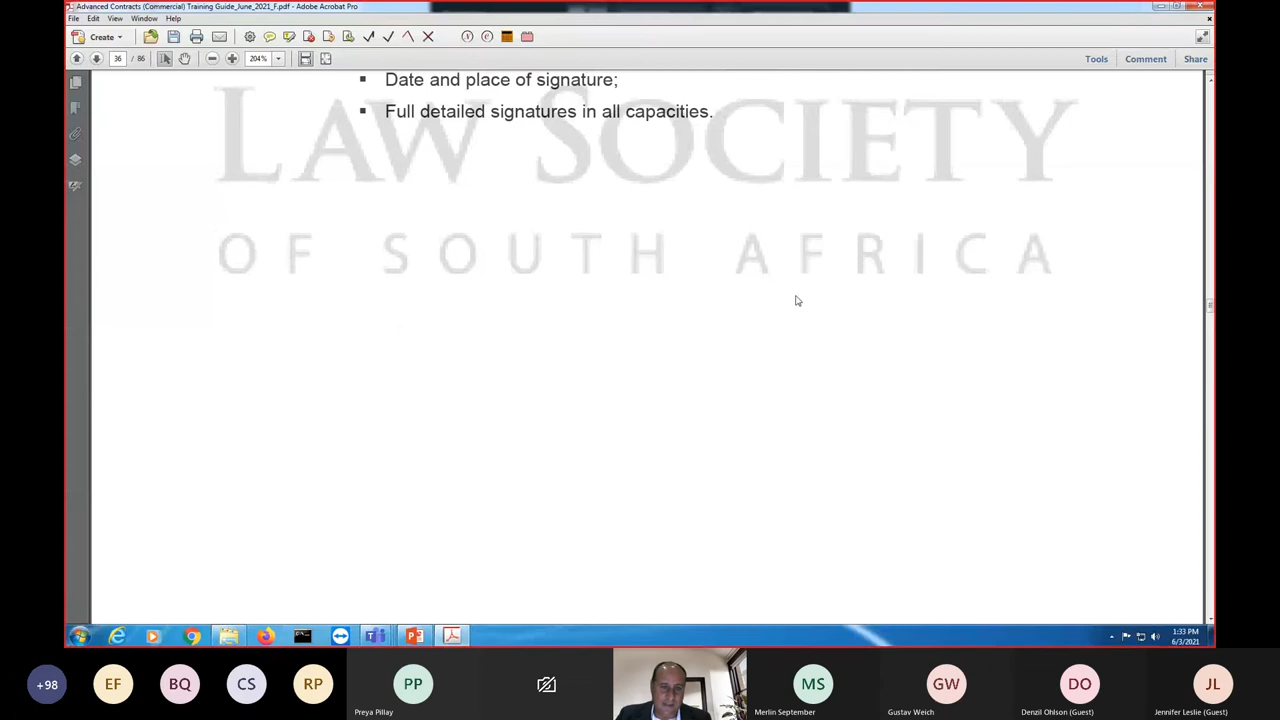 Advanced Contracts (Commercial) Training Guide_June_2021_F.pdf - Adobe Acrobat Pro
File Edit View Window Help
Create
36 / 86 204% Tools Comment Share
▪ Date and place of signature;
▪ Full detailed signatures in all capacities.
LAW SOCIETY
OF SOUTH AFRICA
1:33 PM
6/3/2021
+98 EF BQ CS RP PP MS GW DO JL
Preya Pillay Merlin September Gustav Weich Denzil Ohlson (Guest) Jennifer Leslie (Guest)